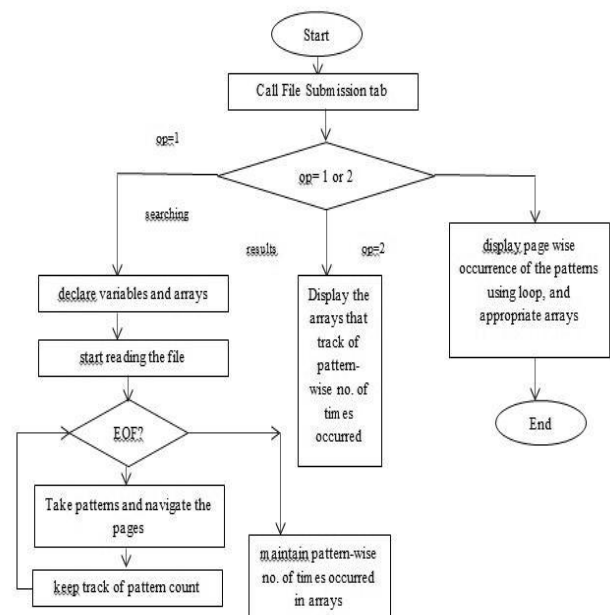 Start
Call File Submission tab
op=1
op= 1 or 2
searching
results
op=2
declare variables and arrays
start reading the file
EOF?
Take patterns and navigate the
pages
keep track of pattern count
maintain pattern-wise
no. of times occurred
in arrays
Display the
arrays that
track of
pattern-
wise no. of
times
occurred
display page wise
occurrence of the patterns
using loop, and
appropriate arrays
End